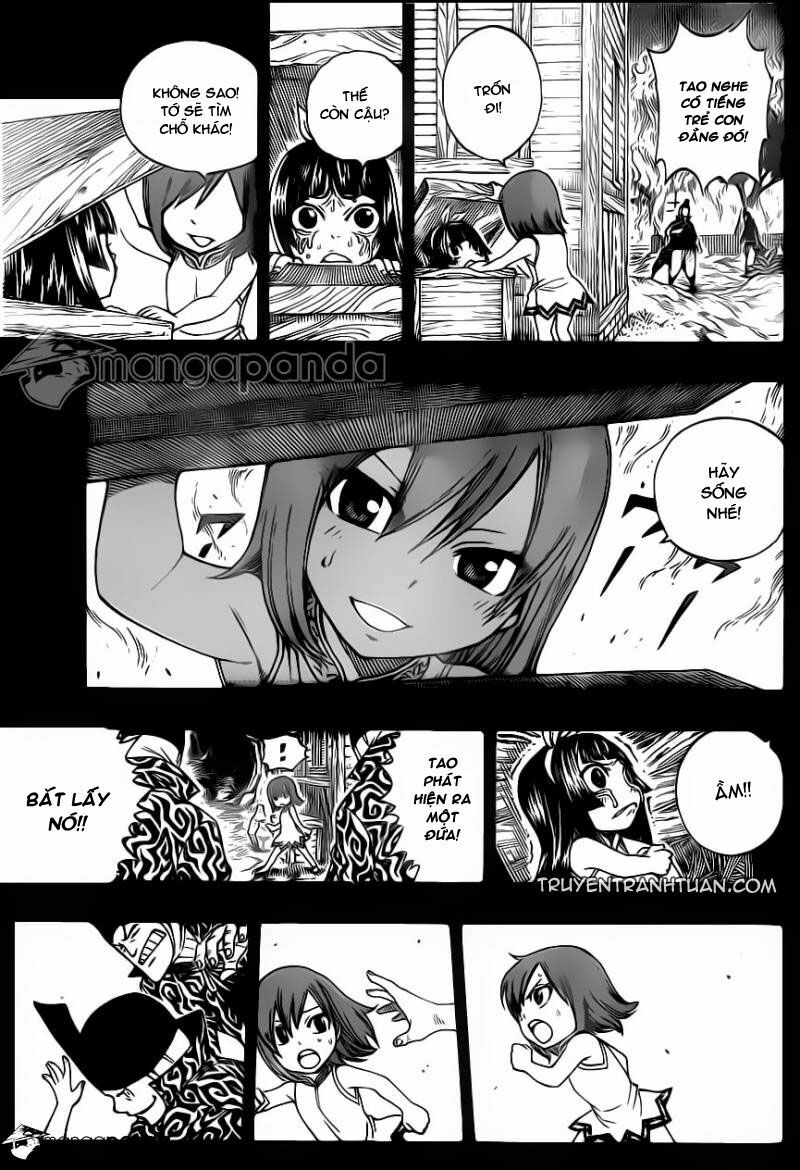 TAO NGHE
CÓ TIẾNG
TRẺ CON
ĐẰNG ĐÓ!
TRỐN
ĐI!
THẾ
CÒN CẬU?
KHÔNG SAO!
TỚ SẼ TÌM
CHỖ KHÁC!
mangapanda
HÃY
SỐNG
NHÉ!
ẦM!!
TAO
PHÁT
HIỆN RA
MỘT
ĐỨA!
!
BẮT LẤY
NÓ!!
TRUYENTRANHTUAN.COM
mangapanda